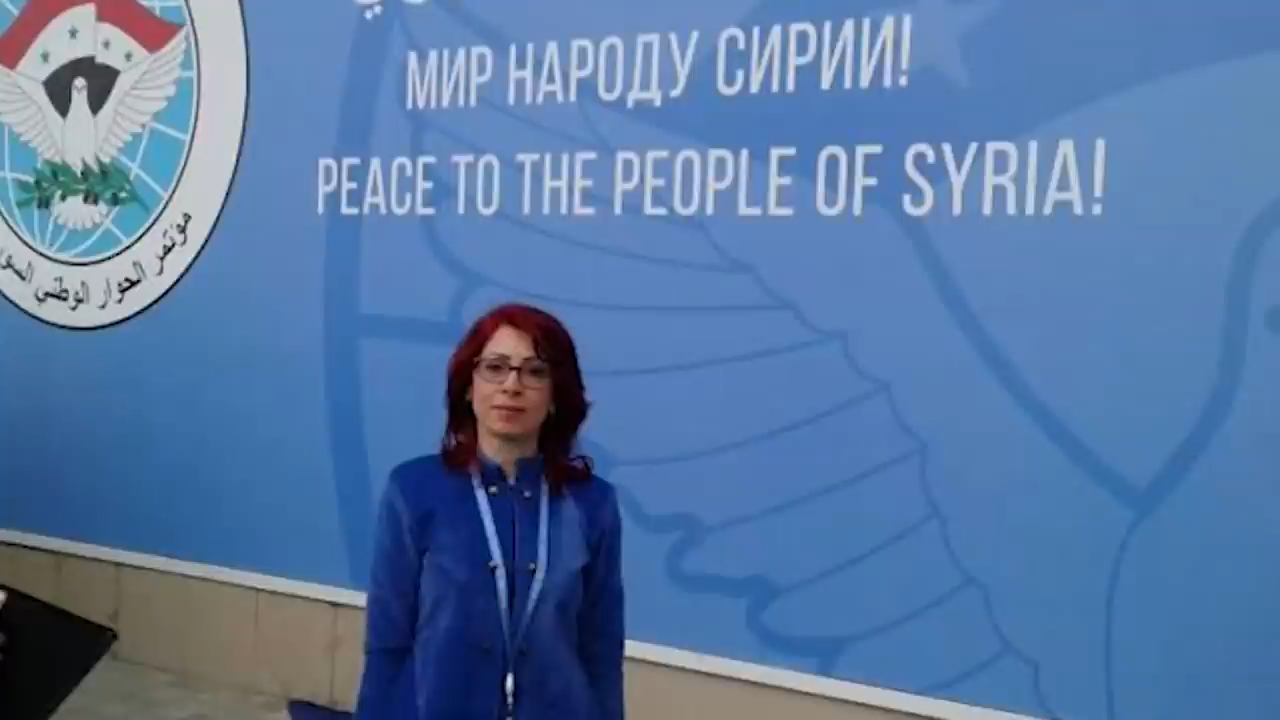 МИР НАРОДУ СИРИИ!
PEACE TO THE PEOPLE OF SYRIA!
مؤتمر الحوار الوطني